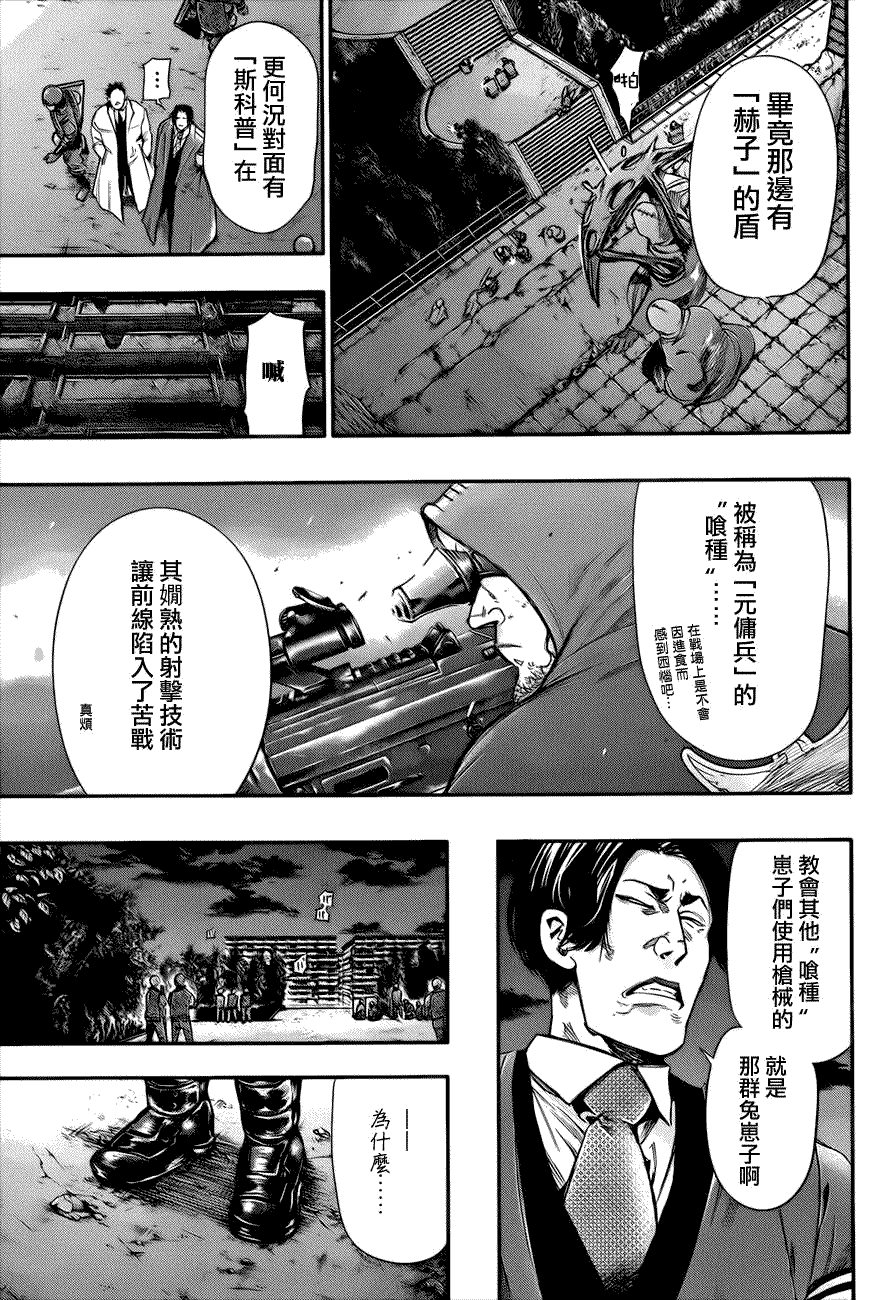 畢竟那邊有
「赫子」的盾
啪
更何況對面有
「斯科普」在
…
喊
被稱為「元傭兵」的
〝喰種〞……
在戰場上是不會
因進食而
感到困惱吧…
其嫻熟的射擊技術
讓前線陷入了苦戰
真煩
教會其他〝喰種〞
崽子們使用槍械的
就是
那群兔崽子啊
——
為什麼……